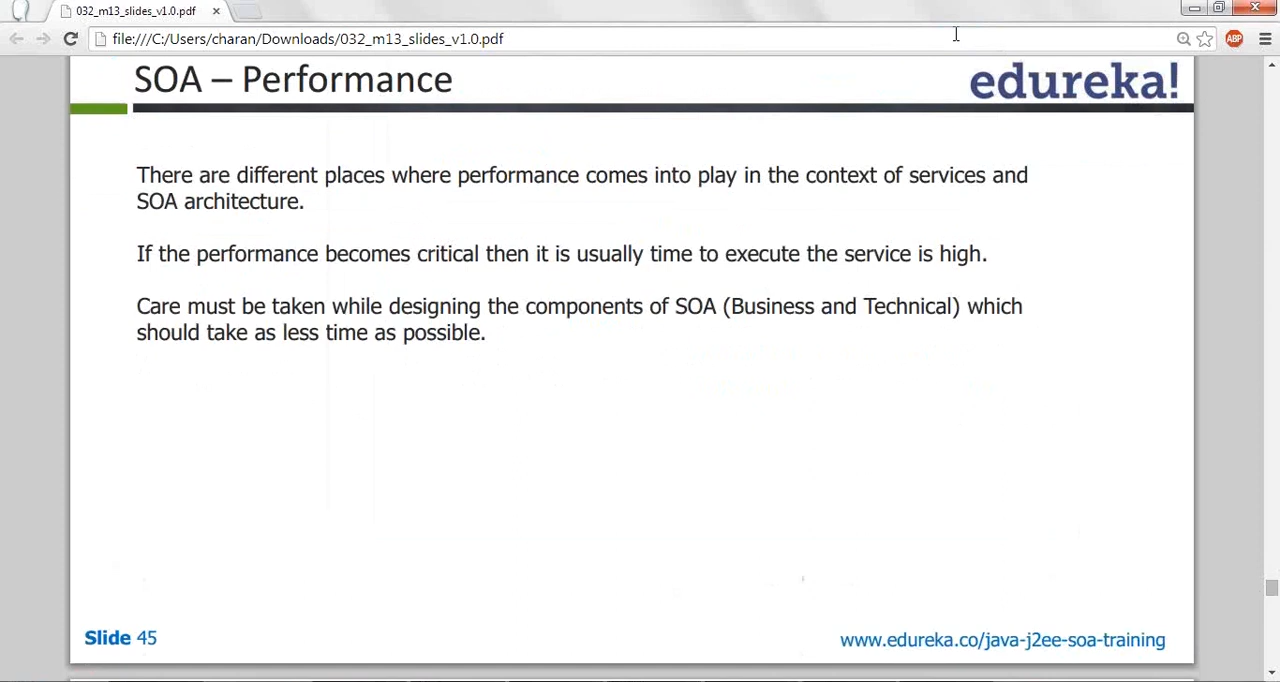 032_m13_slides_v1.0.pdf
file:///C:/Users/charan/Downloads/032_m13_slides_v1.0.pdf
ABP
SOA – Performance
edureka!
There are different places where performance comes into play in the context of services and
SOA architecture.
If the performance becomes critical then it is usually time to execute the service is high.
Care must be taken while designing the components of SOA (Business and Technical) which
should take as less time as possible.
Slide 45
www.edureka.co/java-j2ee-soa-training